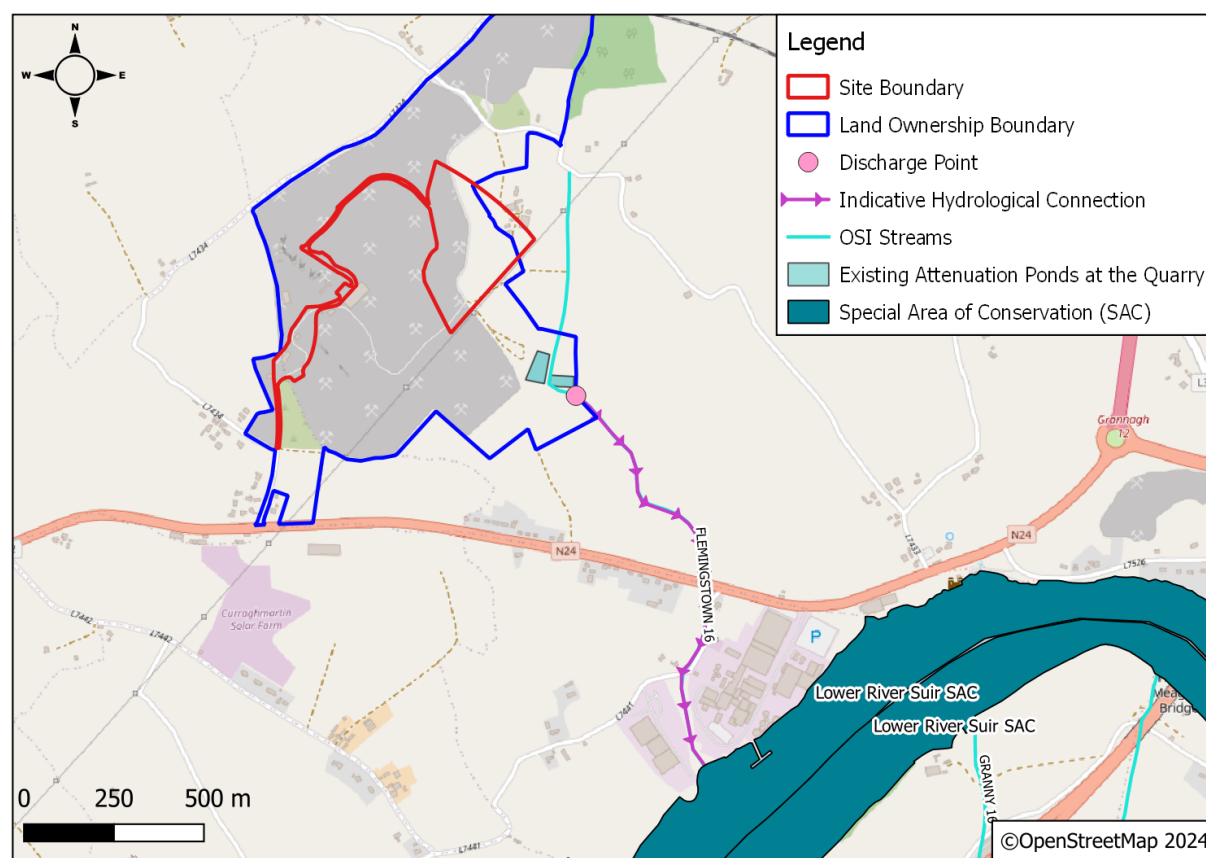 N
W
E
S
Legend
Site Boundary
Land Ownership Boundary
Discharge Point
Indicative Hydrological Connection
OSI Streams
Existing Attenuation Ponds at the Quarry
Special Area of Conservation (SAC)
L7434
L7434
L7434
Grannagh
12
N24
N24
L7433
L7526
FLEMINGSTOWN 16
P
Curraghmartin
Solar Farm
L7442
L7442
L7441
L7441
Lower River Suir SAC
Lower River Suir SAC
Bridge
GRANNY 16
0 250 500 m
©OpenStreetMap 2024